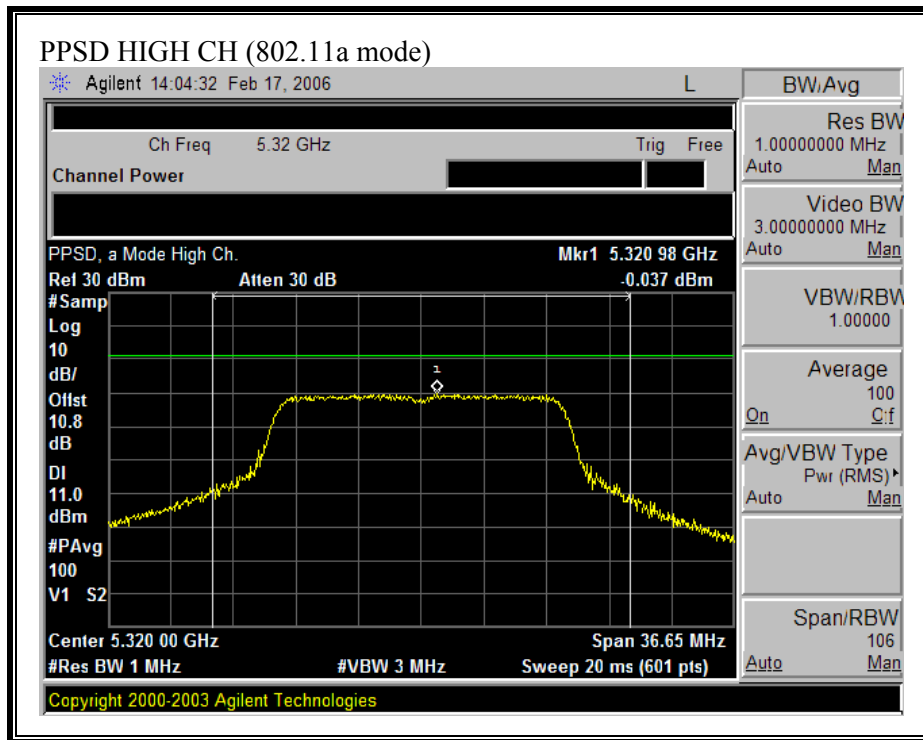 PPSD HIGH CH (802.11a mode)
Agilent 14:04:32 Feb 17, 2006 L
Ch Freq 5.32 GHz Trig Free
Channel Power
PPSD, a Mode High Ch. Mkr1 5.320 98 GHz
Ref 30 dBm Atten 30 dB -0.037 dBm
#Samp
Log
10
dB/
Offst
10.8
dB
DI
11.0
dBm
#PAvg
100
V1 S2
1
Center 5.320 00 GHz Span 36.65 MHz
#Res BW 1 MHz #VBW 3 MHz Sweep 20 ms (601 pts)
Copyright 2000-2003 Agilent Technologies
BW/Avg
Res BW
1.00000000 MHz
Auto Man
Video BW
3.00000000 MHz
Auto Man
VBW/RBW
1.00000
Average
100
On Off
Avg/VBW Type
Pwr (RMS)
Auto Man
Span/RBW
106
Auto Man